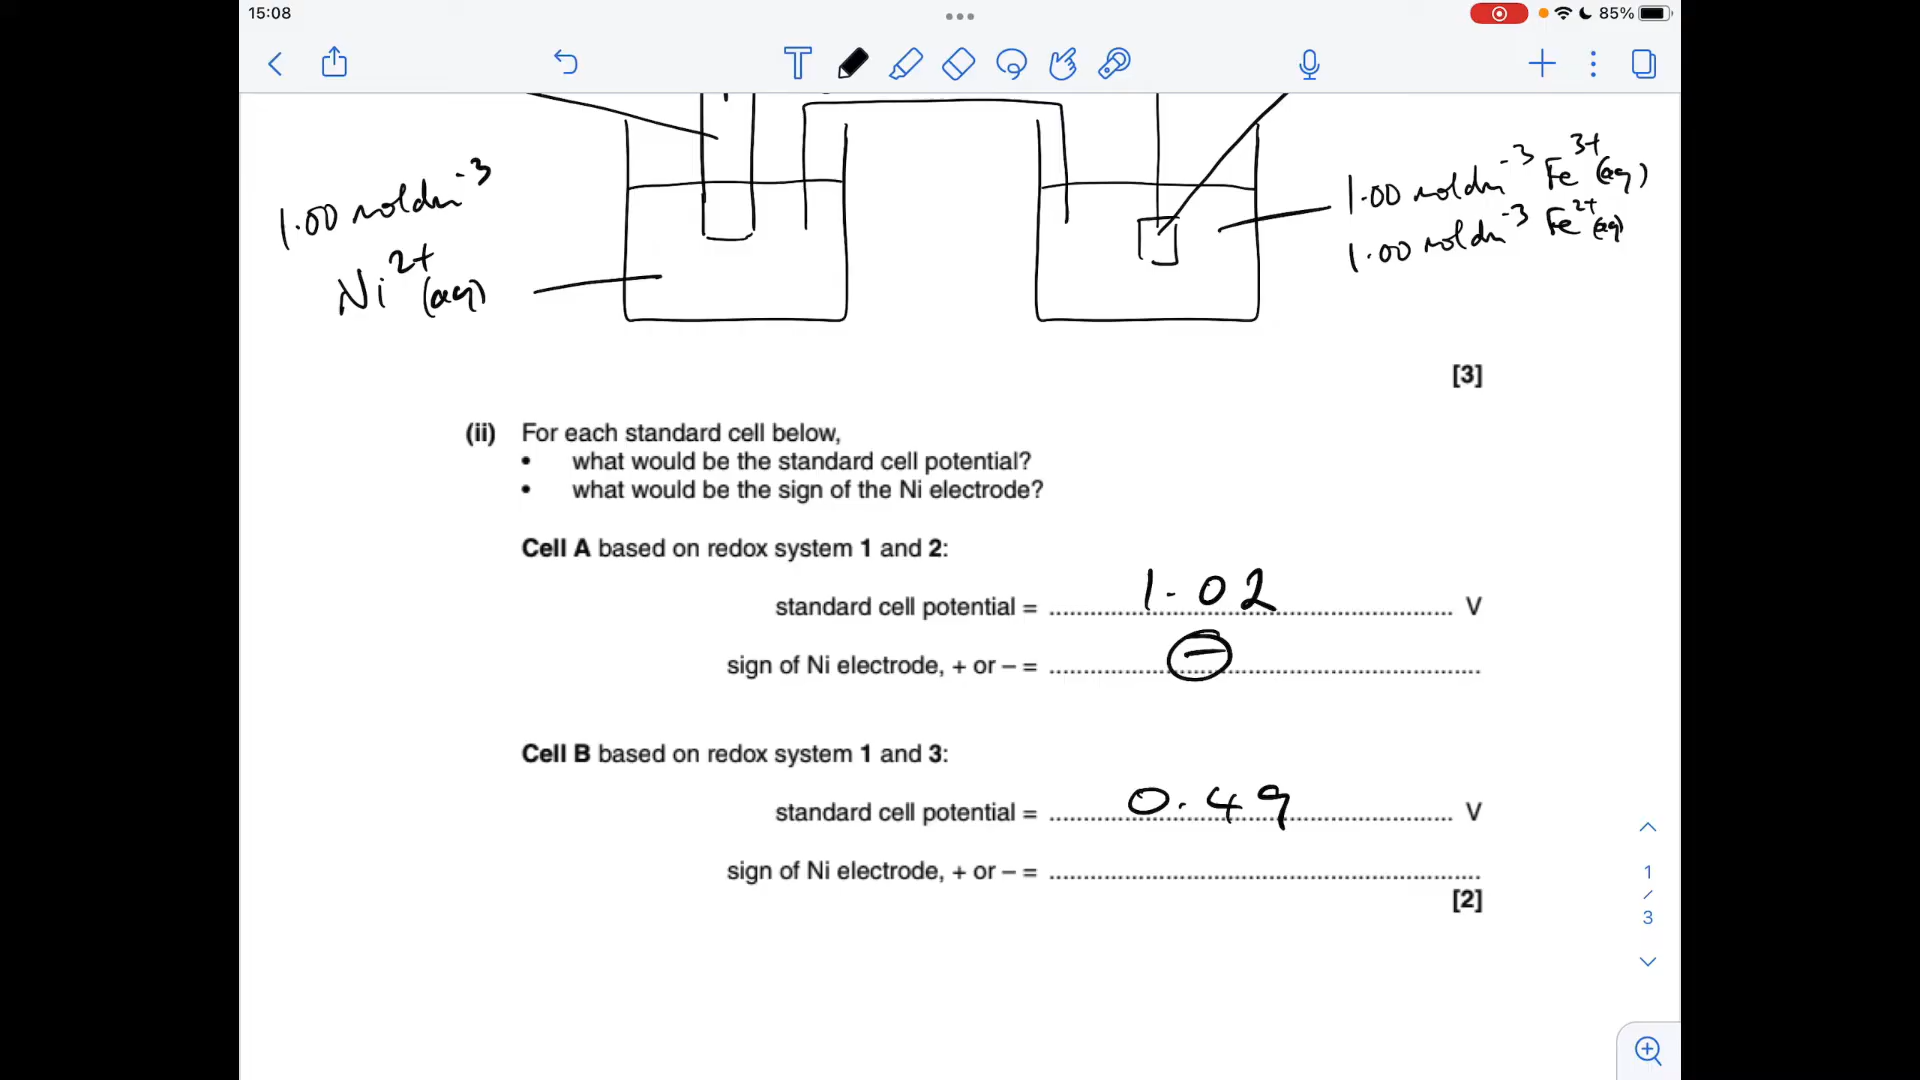 15:08
85%
1.00 moldm⁻³
Ni²⁺(aq)
1.00 moldm⁻³ Fe³⁺(aq)
1.00 moldm⁻³ Fe²⁺(aq)
[3]
(ii) For each standard cell below,
• what would be the standard cell potential?
• what would be the sign of the Ni electrode?
Cell A based on redox system 1 and 2:
standard cell potential = 1.02 V
sign of Ni electrode, + or – = −
Cell B based on redox system 1 and 3:
standard cell potential = 0.49 V
sign of Ni electrode, + or – =
[2]
1
/
3